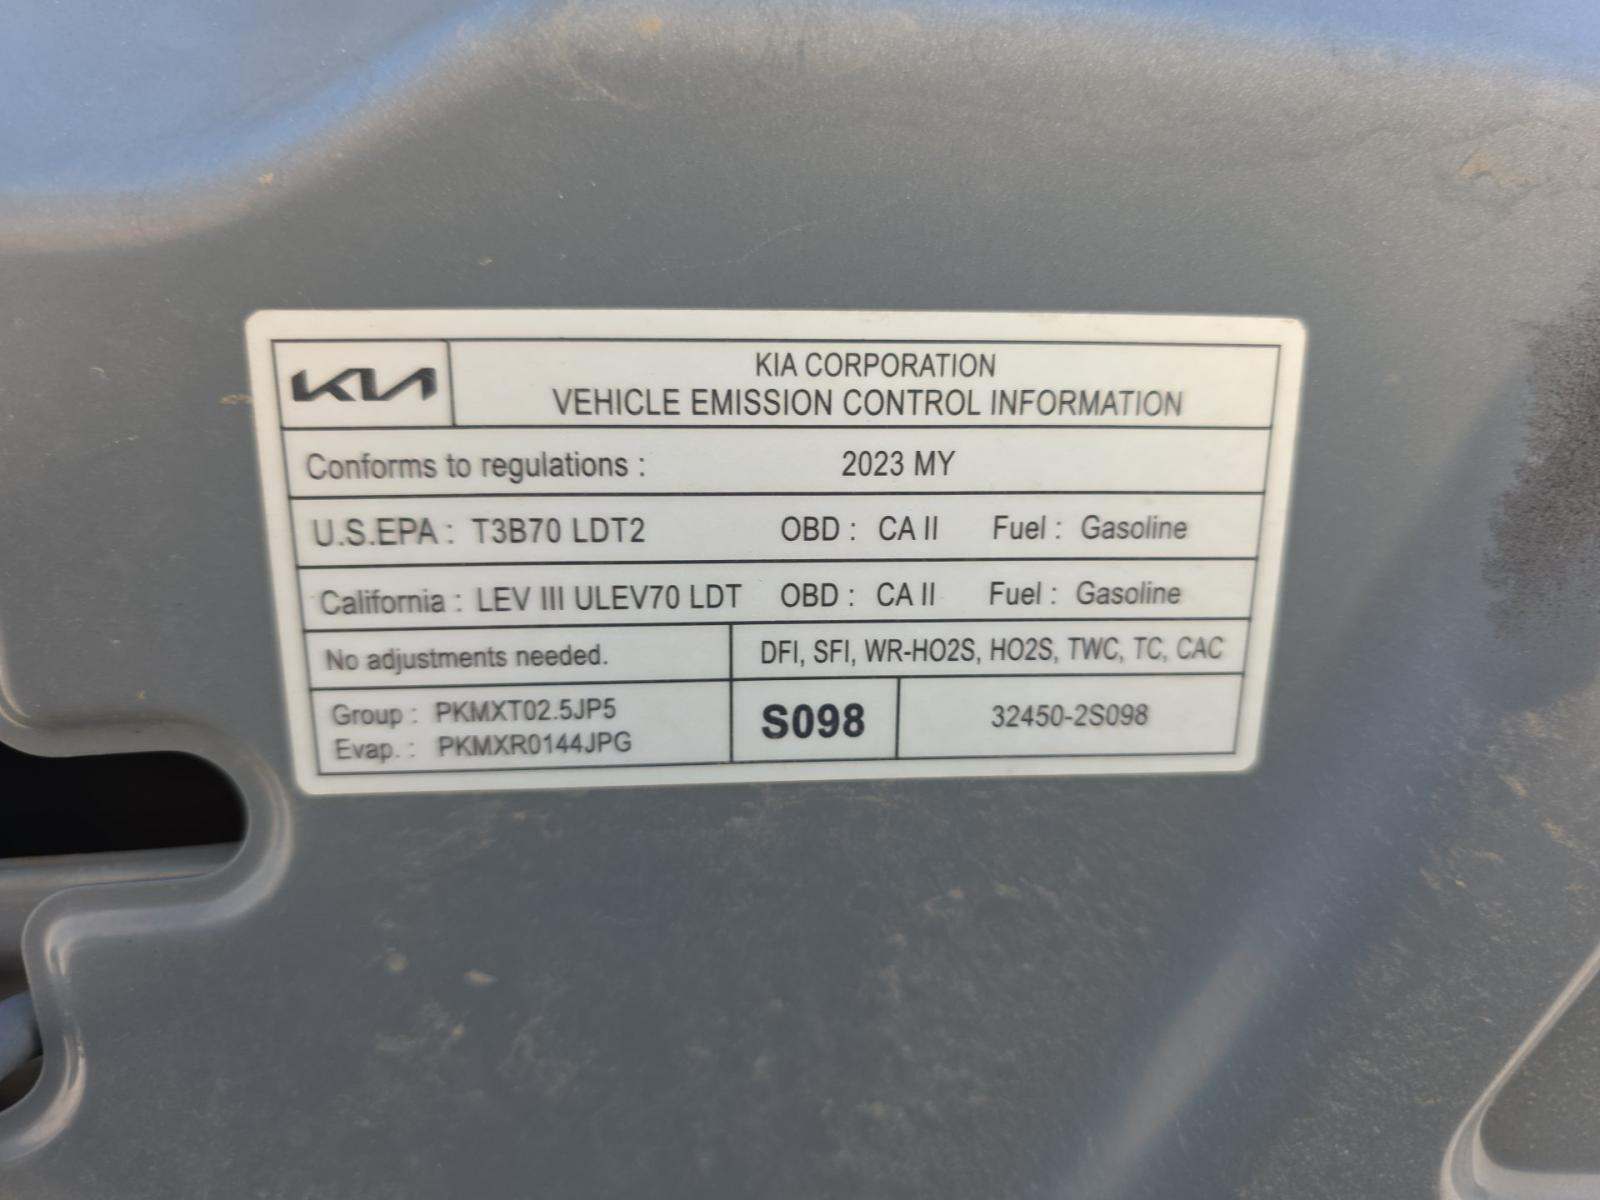 KIA
KIA CORPORATION
VEHICLE EMISSION CONTROL INFORMATION
Conforms to regulations : 2023 MY
U.S.EPA : T3B70 LDT2 OBD : CA II Fuel : Gasoline
California : LEV III ULEV70 LDT OBD : CA II Fuel : Gasoline
No adjustments needed. DFI, SFI, WR-HO2S, HO2S, TWC, TC, CAC
Group : PKMXT02.5JP5
Evap. : PKMXR0144JPG
S098
32450-2S098